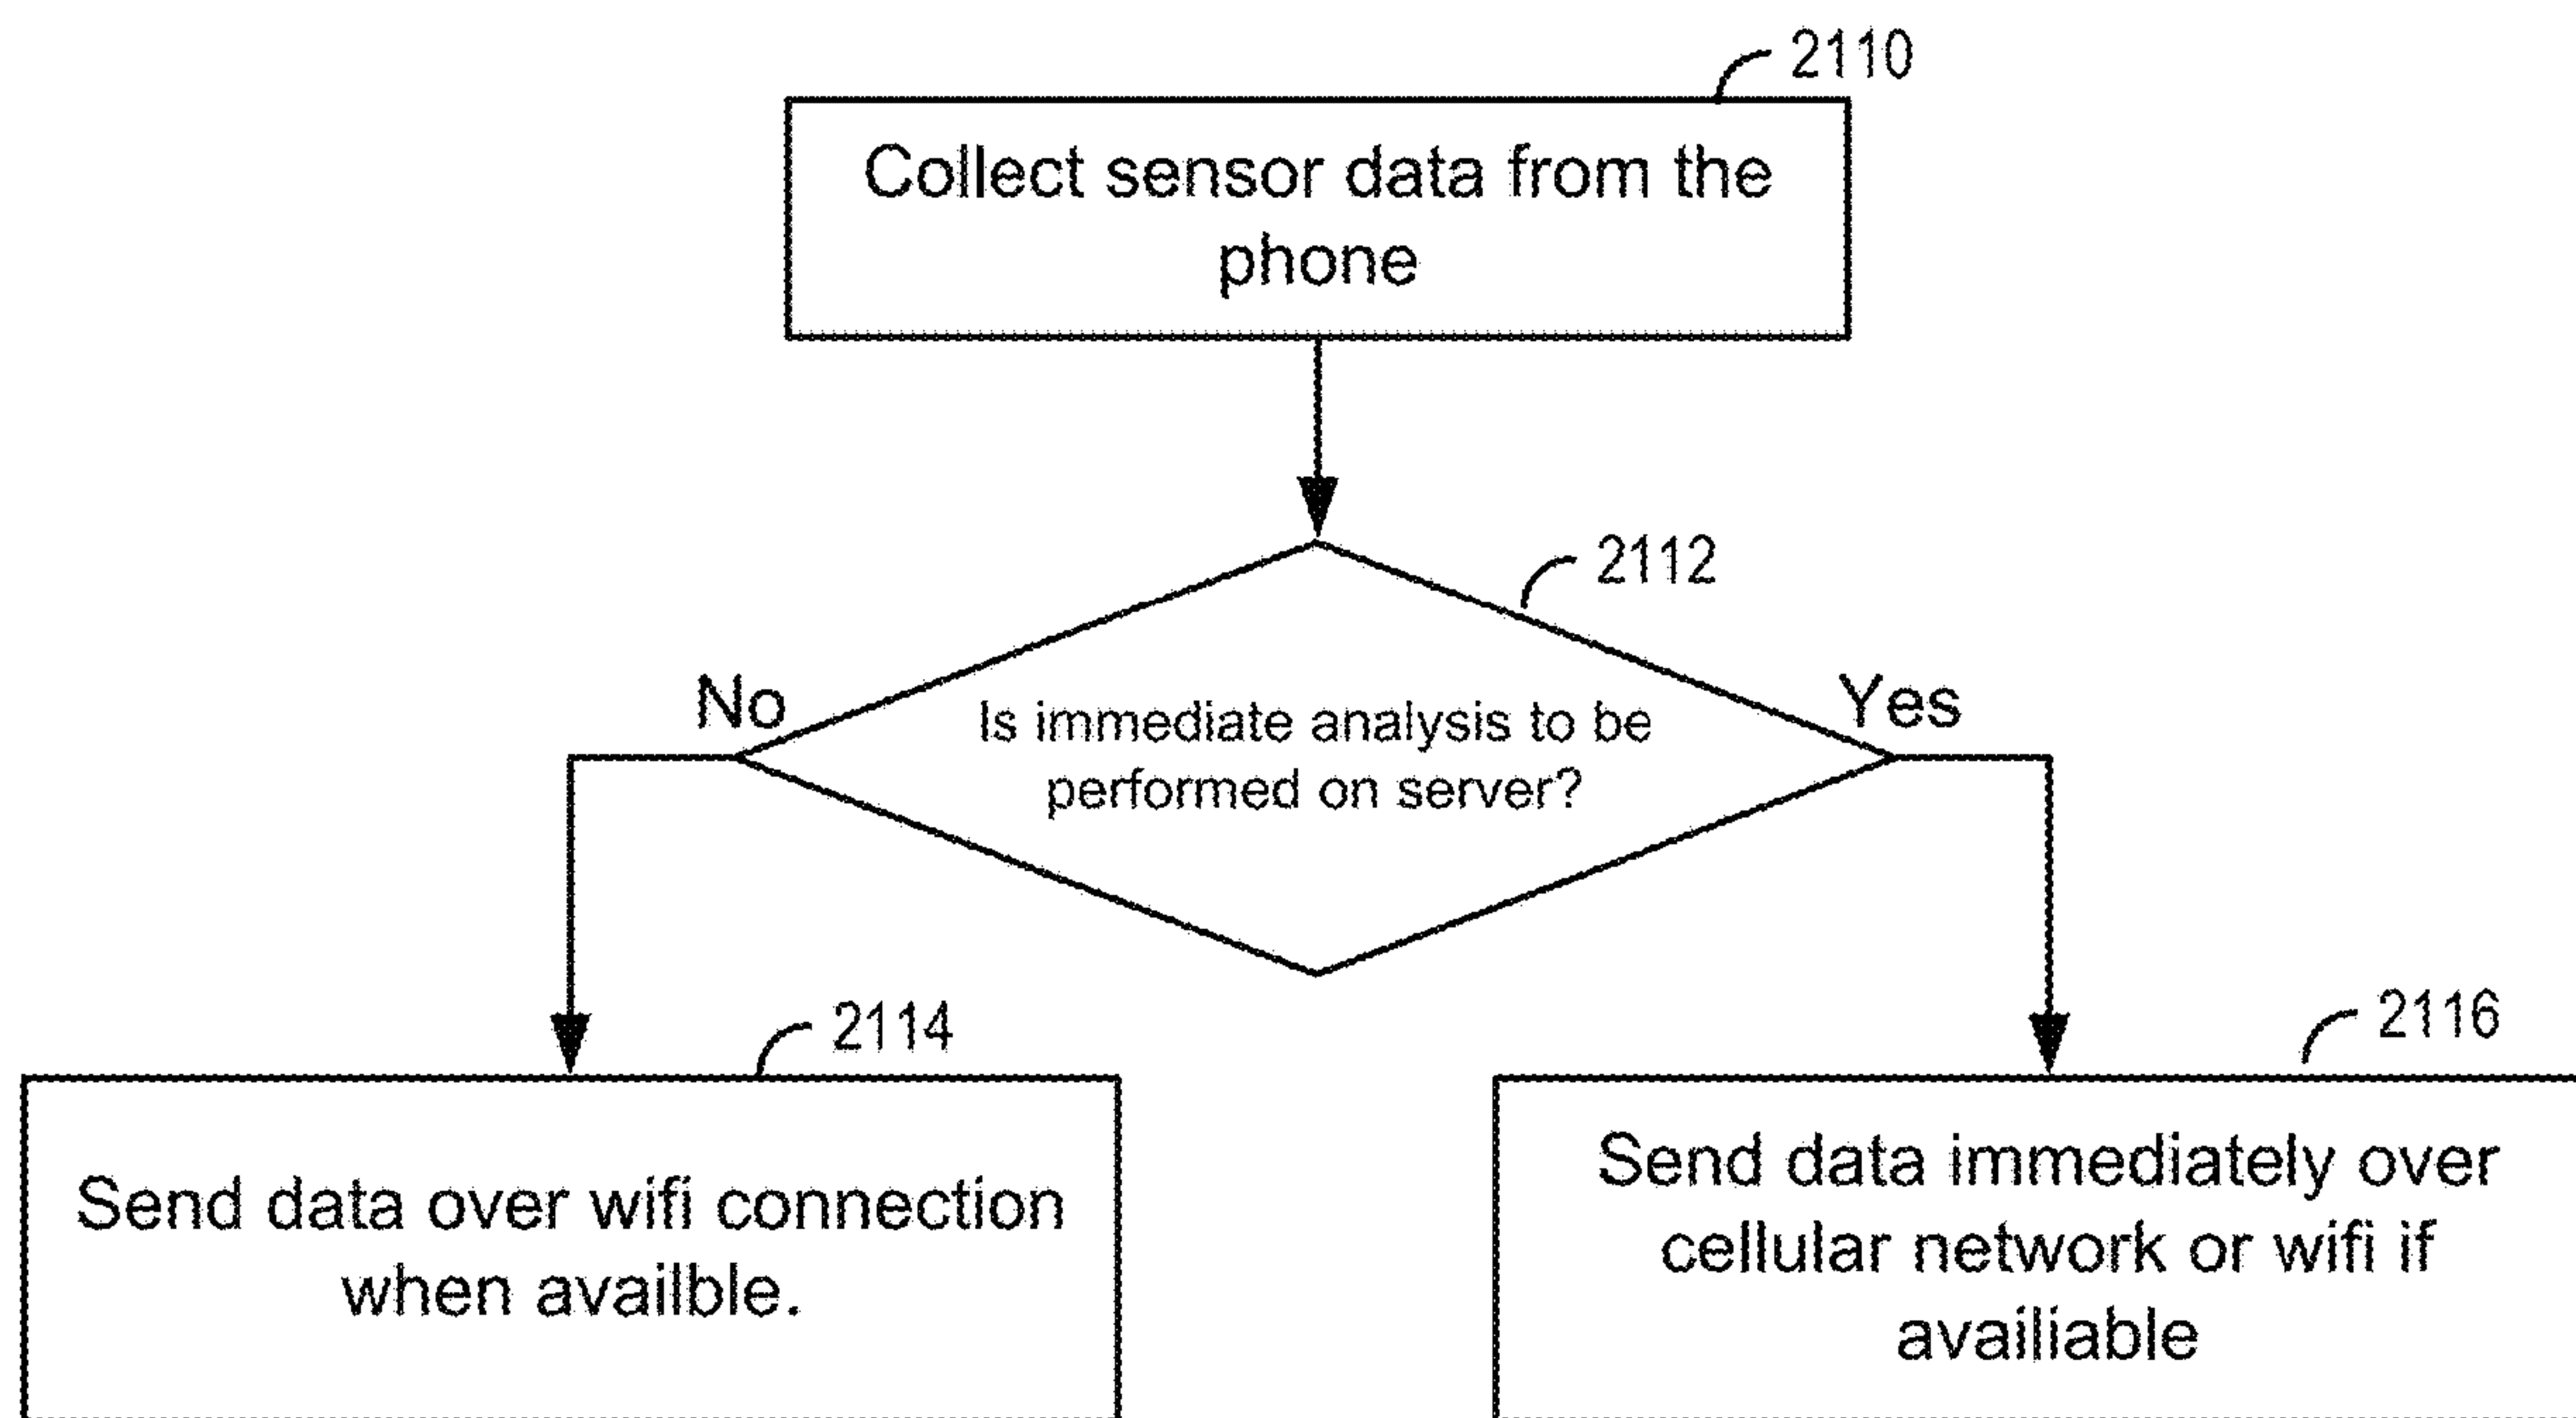 2110
Collect sensor data from the
phone
2112
No
Yes
Is immediate analysis to be
performed on server?
2114
2116
Send data over wifi connection
when availble.
Send data immediately over
cellular network or wifi if
availiable